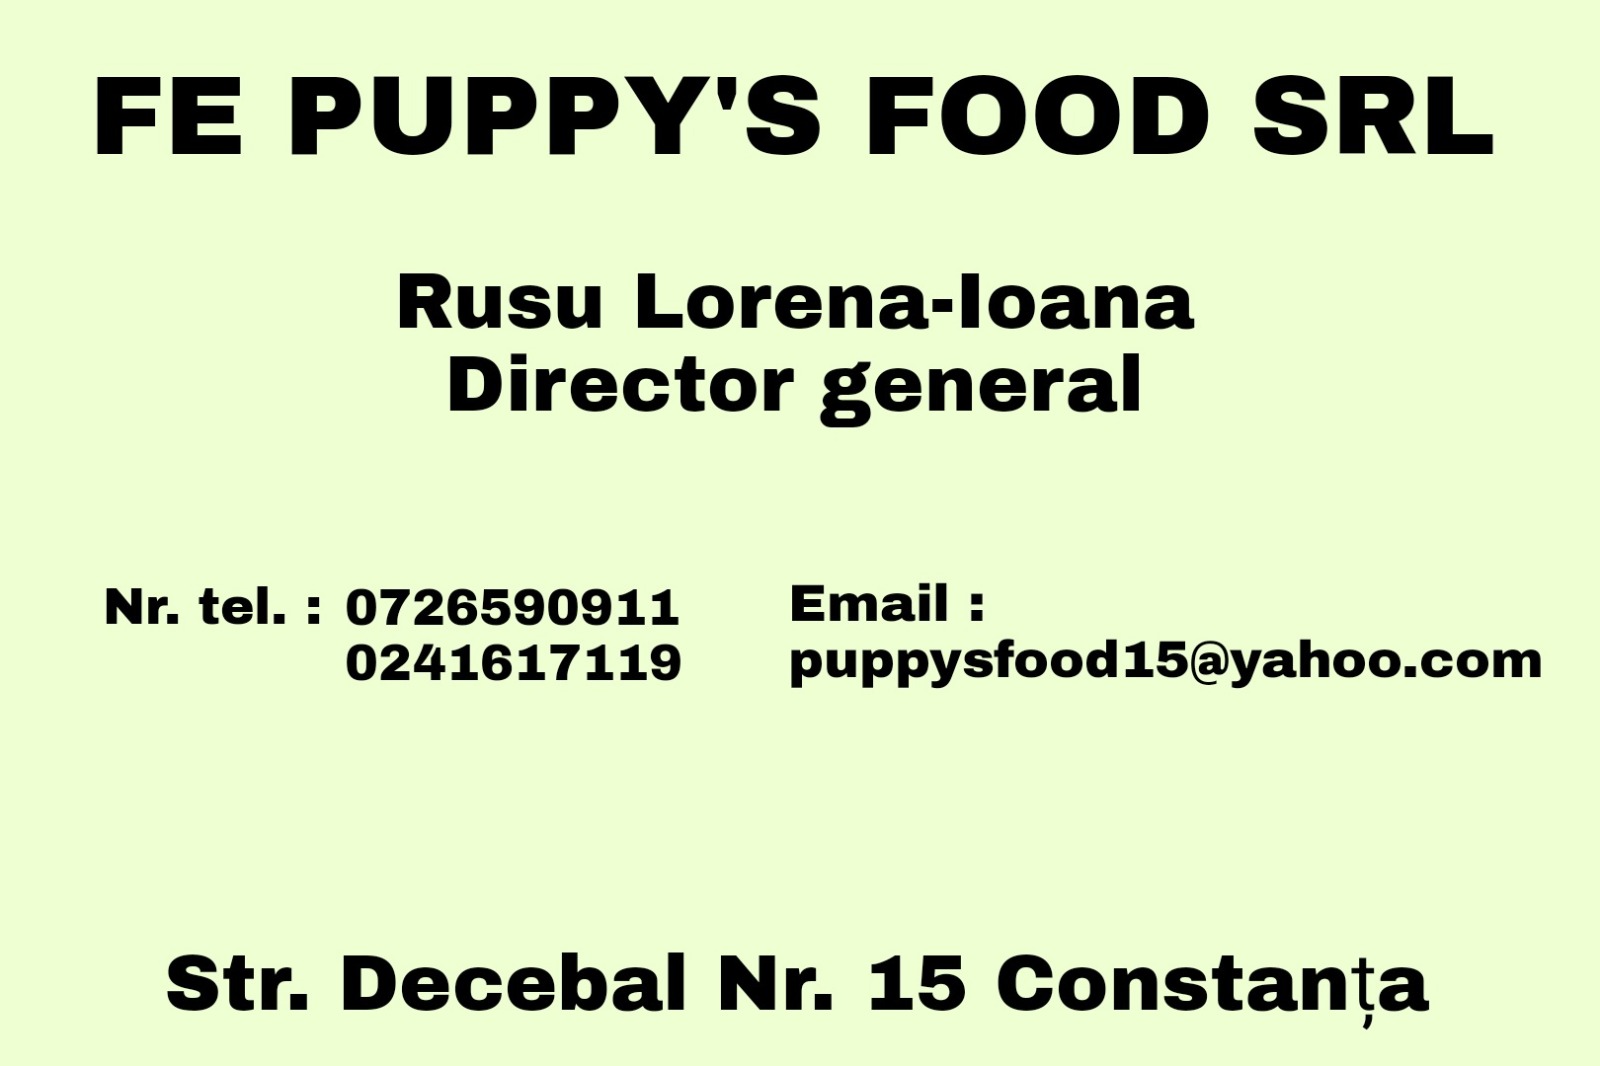 FE PUPPY'S FOOD SRL
Rusu Lorena-Ioana
Director general
Nr. tel. : 0726590911
0241617119
Email :
puppysfood15@yahoo.com
Str. Decebal Nr. 15 Constanța